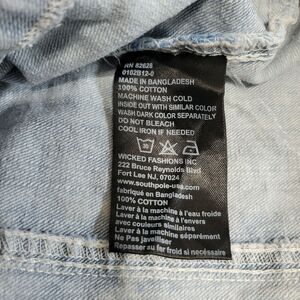 RN 82628
0102B12-0
MADE IN BANGLADESH
100% COTTON
MACHINE WASH COLD
INSIDE OUT WITH SIMILAR COLOR
WASH DARK COLOR SEPARATELY
DO NOT BLEACH
COOL IRON IF NEEDED
30
WICKED FASHIONS INC
222 Bruce Reynolds Blvd
Fort Lee NJ, 07024
www.southpole-usa.com
fabriqué en Bangladesh
100% COTTON
Laver à la machine à l'eau froide
Laver à la machine à l'envers
avec couleurs similaires
Laver à la machine séparément
Ne pas javelliser
Repasser au fer froid si nécessaire